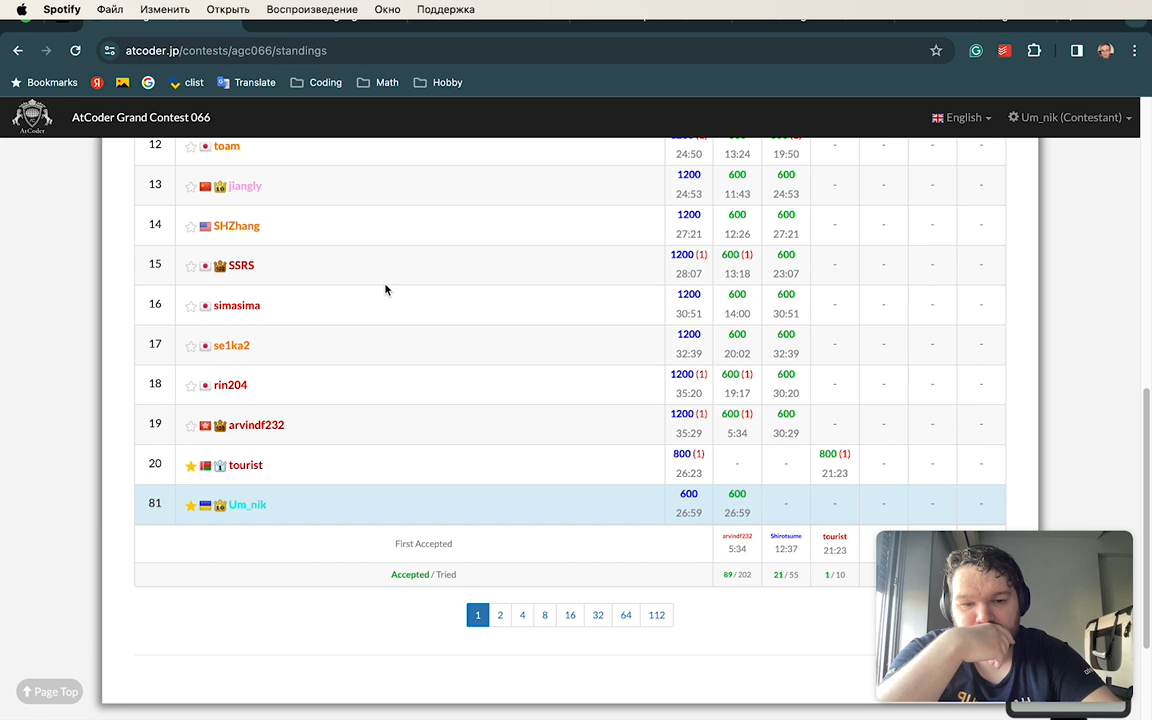 Spotify Файл Изменить Открыть Воспроизведение Окно Поддержка
atcoder.jp/contests/agc066/standings
Bookmarks Я G clist Translate Coding Math Hobby
AtCoder Grand Contest 066 English Um_nik (Contestant)
12 toam
24:50 13:24 19:50 - - - -
13 jiangly 1200 600 600 - - - -
24:53 11:43 24:53
14 SHZhang 1200 600 600 - - - -
27:21 12:26 27:21
15 SSRS 1200 (1) 600 (1) 600 - - - -
28:07 13:18 23:07
16 simasima 1200 600 600 - - - -
30:51 14:00 30:51
17 se1ka2 1200 600 600 - - - -
32:39 20:02 32:39
18 rin204 1200 (1) 600 (1) 600 - - - -
35:20 19:17 30:20
19 arvindf232 1200 (1) 600 (1) 600 - - - -
35:29 5:34 30:29
20 tourist 800 (1) - - 800 (1) - - -
26:23 21:23
81 Um_nik 600 600 - - - - -
26:59 26:59
First Accepted arvindf232 Shirotsume tourist
5:34 12:37 21:23
Accepted / Tried 89 / 202 21 / 55 1 / 10
1 2 4 8 16 32 64 112
Page Top